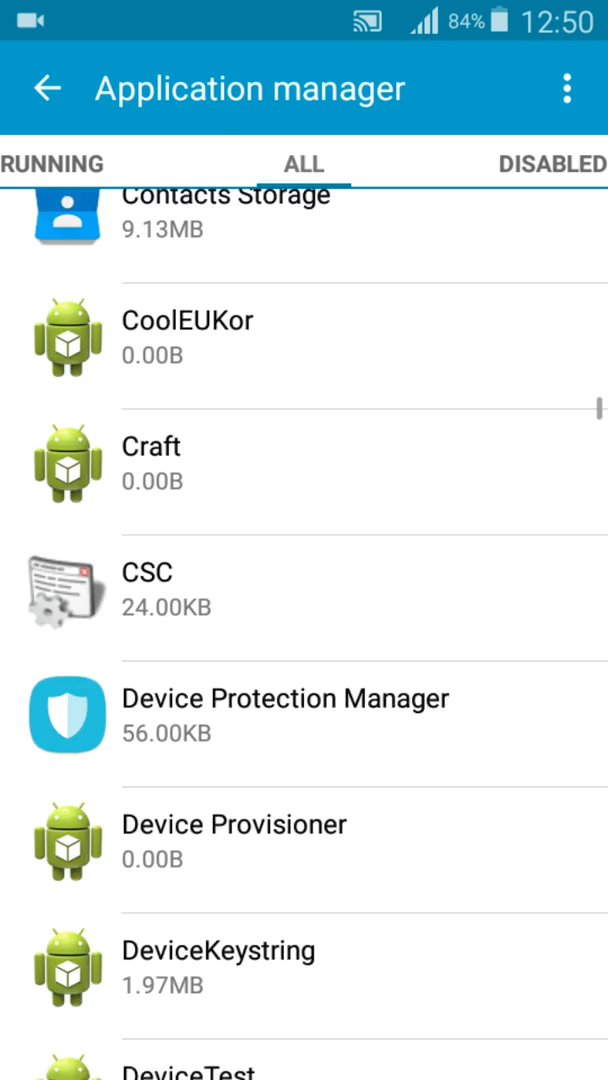 84% 12:50
Application manager
RUNNING ALL DISABLED
Contacts Storage
9.13MB
CoolEUKor
0.00B
Craft
0.00B
CSC
24.00KB
Device Protection Manager
56.00KB
Device Provisioner
0.00B
DeviceKeystring
1.97MB
DeviceTest